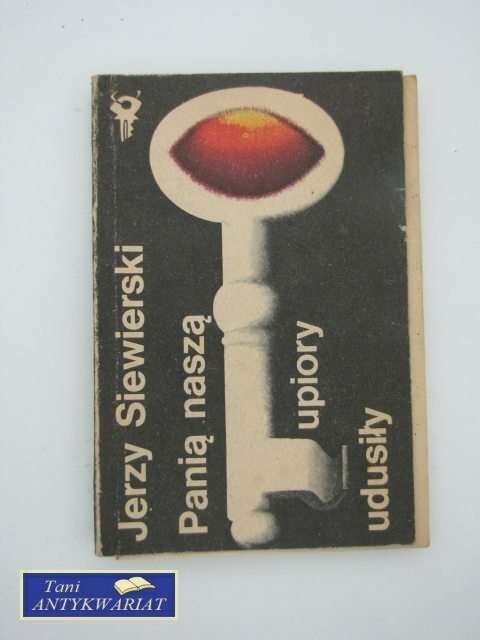 Jerzy Siewierski
Panią naszą
upiory
udusiły
Tani
ANTYKWARIAT